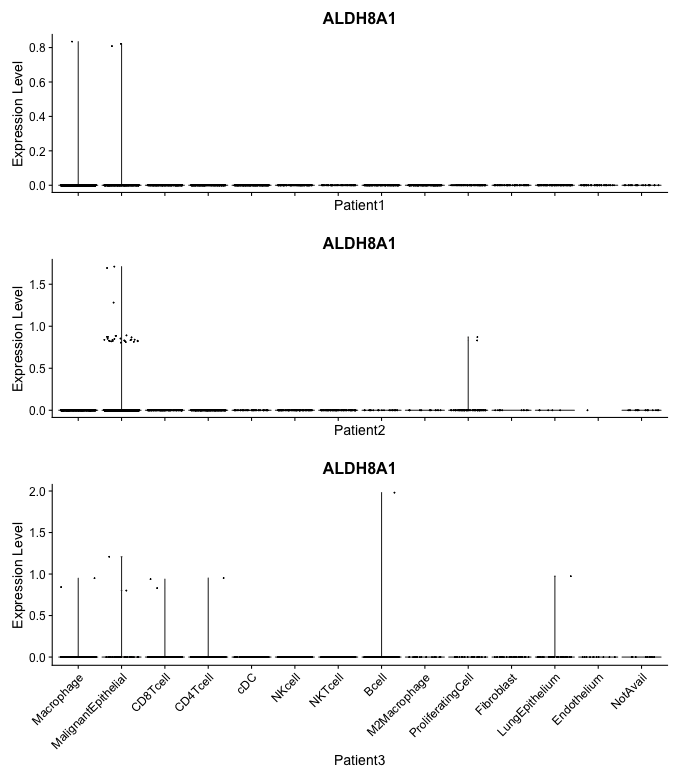 ALDH8A1
Expression Level
0.8
0.6
0.4
0.2
0.0
Patient1
ALDH8A1
Expression Level
1.5
1.0
0.5
0.0
Patient2
ALDH8A1
Expression Level
2.0
1.5
1.0
0.5
0.0
Macrophage
MalignantEpithelial
CD8Tcell
CD4Tcell
cDC
NKcell
NKTcell
Bcell
M2Macrophage
ProliferatingCell
Fibroblast
LungEpithelium
Endothelium
NotAvail
Patient3